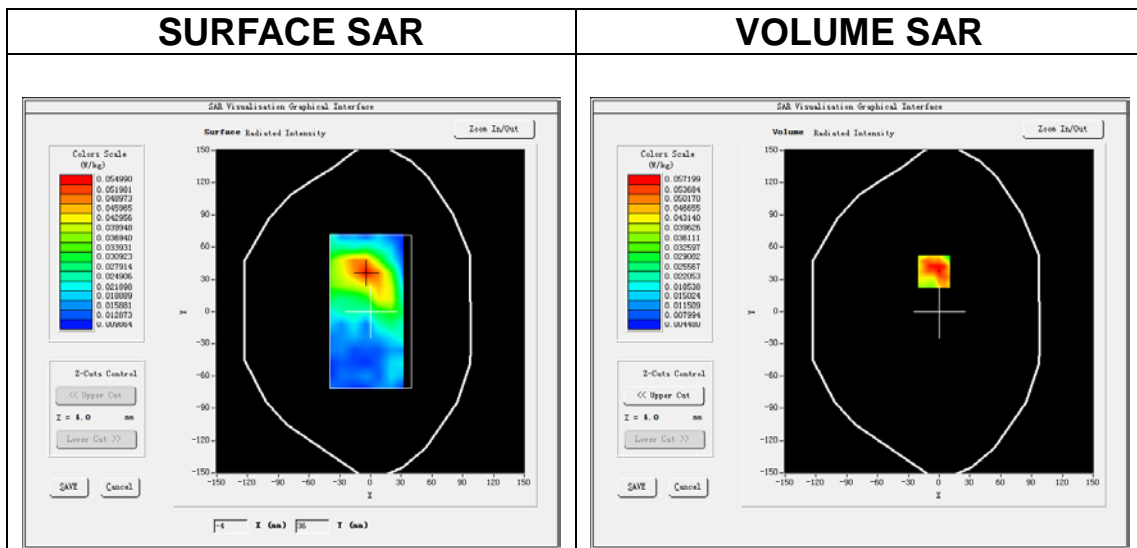 SURFACE SAR
VOLUME SAR
SAR Visualisation Graphical Interface
Surface Radiated Intensity
Zoom In/Out
Colors Scale
(W/kg)
0.054990
0.051981
0.048973
0.045965
0.042956
0.039948
0.036940
0.033931
0.030923
0.027914
0.024906
0.021898
0.018889
0.015881
0.012873
0.009864
Z-Cuts Control
<< Upper Cut
Z = 4.0 mm
Lower Cut >>
SAVE
Cancel
150
120
90
60
30
0
-30
-60
-90
-120
-150
Y
-150 -120 -90 -60 -30 0 30 60 90 120 150
X
-4 X (mm) 36 Y (mm)
SAR Visualisation Graphical Interface
Volume Radiated Intensity
Zoom In/Out
Colors Scale
(W/kg)
0.057199
0.053684
0.050170
0.046655
0.043140
0.039626
0.036111
0.032597
0.029082
0.025567
0.022053
0.018538
0.015024
0.011509
0.007994
0.004480
Z-Cuts Control
<< Upper Cut
Z = 4.0 mm
Lower Cut >>
SAVE
Cancel
150
120
90
60
30
0
-30
-60
-90
-120
-150
Y
-150 -120 -90 -60 -30 0 30 60 90 120 150
X